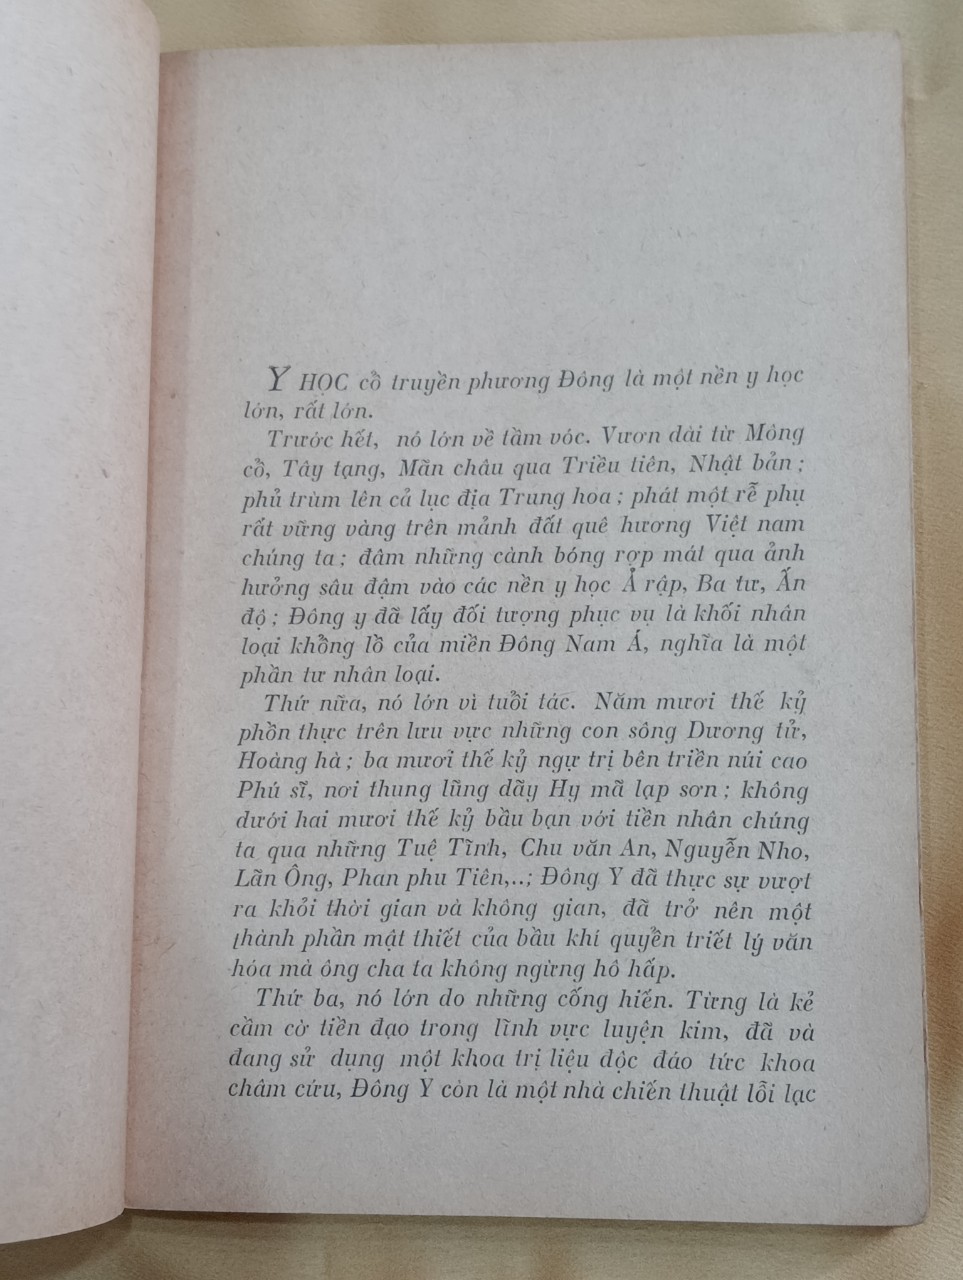 Y HỌC cổ truyền phương Đông là một nền y học
lớn, rất lớn.
Trước hết, nó lớn về tầm vóc. Vươn dài từ Mông
cổ, Tây tạng, Mãn châu qua Triều tiên, Nhật bản ;
phủ trùm lên cả lục địa Trung hoa ; phát một rễ phụ
rất vững vàng trên mảnh đất quê hương Việt nam
chúng ta ; đâm những cành bóng rợp mát qua ảnh
hưởng sâu đậm vào các nền y học Ả rập, Ba tư, Ấn
độ ; Đông y đã lấy đối tượng phục vụ là khối nhân
loại khổng lồ của miền Đông Nam Á, nghĩa là một
phần tư nhân loại.
Thứ nữa, nó lớn vì tuổi tác. Năm mươi thế kỷ
phồn thực trên lưu vực những con sông Dương tử,
Hoàng hà ; ba mươi thế kỷ ngự trị bên triền núi cao
Phú sĩ, nơi thung lũng dãy Hy mã lạp sơn ; không
dưới hai mươi thế kỷ bầu bạn với tiền nhân chúng
ta qua những Tuệ Tĩnh, Chu văn An, Nguyễn Nho,
Lãn Ông, Phan phu Tiên,..; Đông Y đã thực sự vượt
ra khỏi thời gian và không gian, đã trở nên một
thành phần mật thiết của bầu khí quyển triết lý văn
hóa mà ông cha ta không ngừng hô hấp.
Thứ ba, nó lớn do những cống hiến. Từng là kẻ
cầm cờ tiền đạo trong lĩnh vực luyện kim, đã và
đang sử dụng một khoa trị liệu độc đáo tức khoa
châm cứu, Đông Y còn là một nhà chiến thuật lỗi lạc